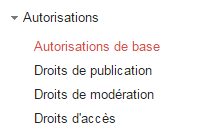 Autorisations
Autorisations de base
Droits de publication
Droits de modération
Droits d'accès